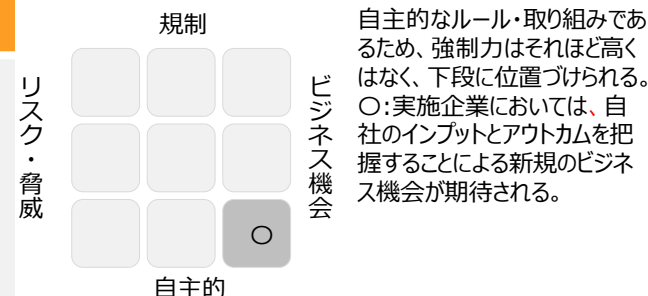 規制
リスク・脅威
ビジネス機会
〇
自主的
自主的なルール・取り組みであ
るため、強制力はそれほど高く
はなく、下段に位置づけられる。
〇:実施企業においては、自
社のインプットとアウトカムを把
握することによる新規のビジネ
ス機会が期待される。